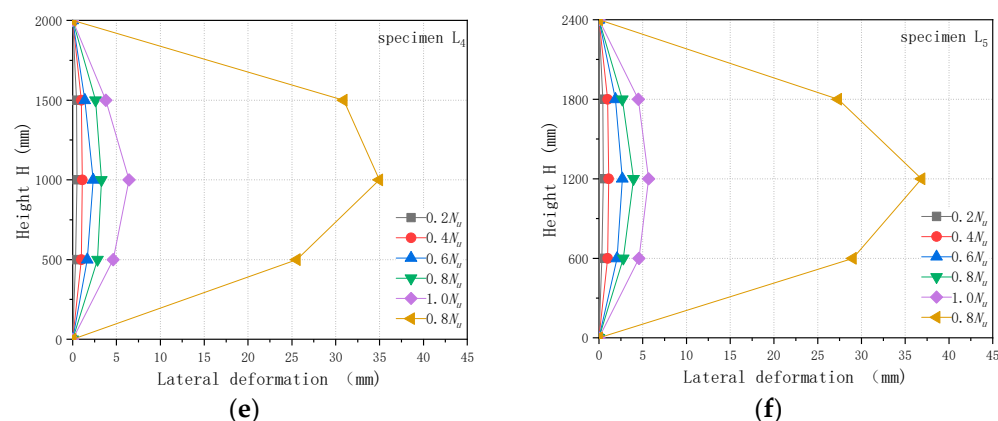 2000
1500
1000
500
0
Height H (mm)
specimen L4
0.2Nu
0.4Nu
0.6Nu
0.8Nu
1.0Nu
0.8Nu
0 5 10 15 20 25 30 35 40 45
Lateral deformation (mm)
(e)
2400
1800
1200
600
0
Height H (mm)
specimen L5
0.2Nu
0.4Nu
0.6Nu
0.8Nu
1.0Nu
0.8Nu
0 5 10 15 20 25 30 35 40 45
Lateral deformation (mm)
(f)